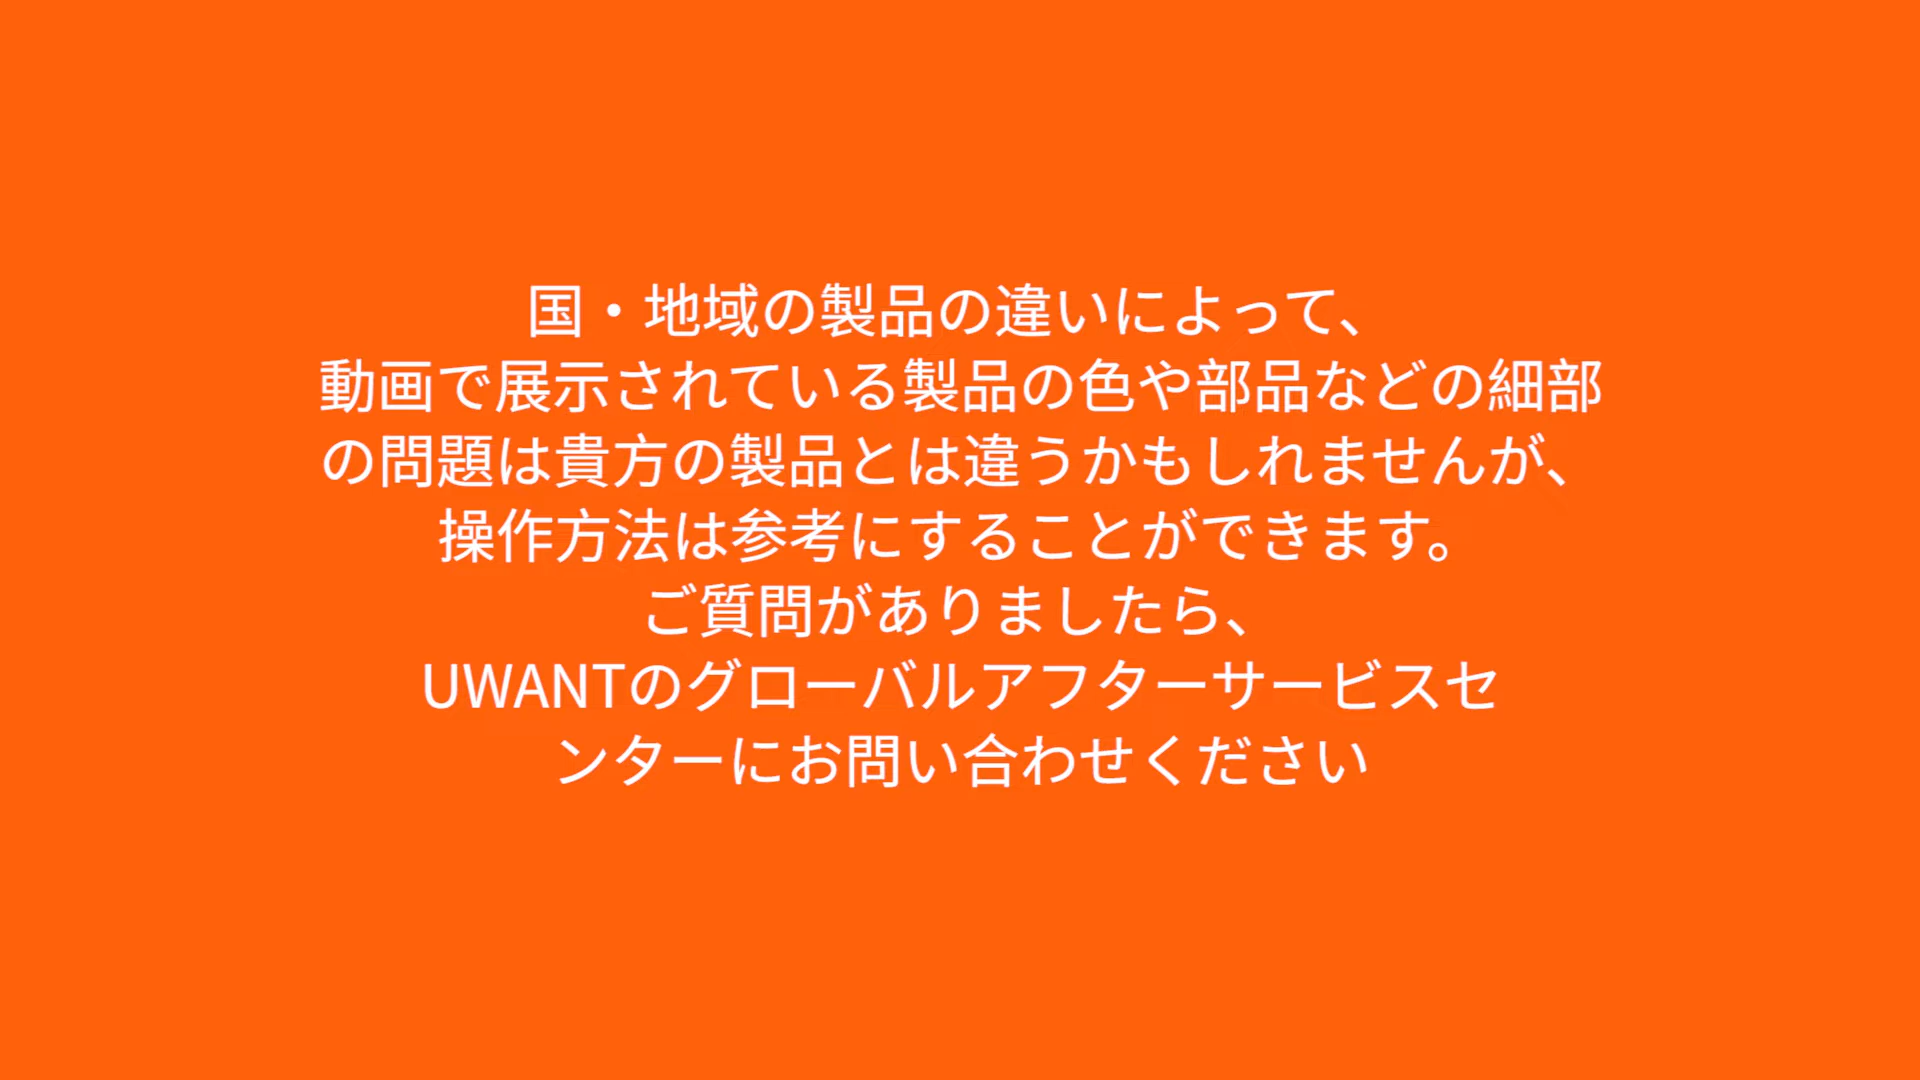 国・地域の製品の違いによって、
動画で展示されている製品の色や部品などの細部
の問題は貴方の製品とは違うかもしれませんが、
操作方法は参考にすることができます。
ご質問がありましたら、
UWANTのグローバルアフターサービスセ
ンターにお問い合わせください